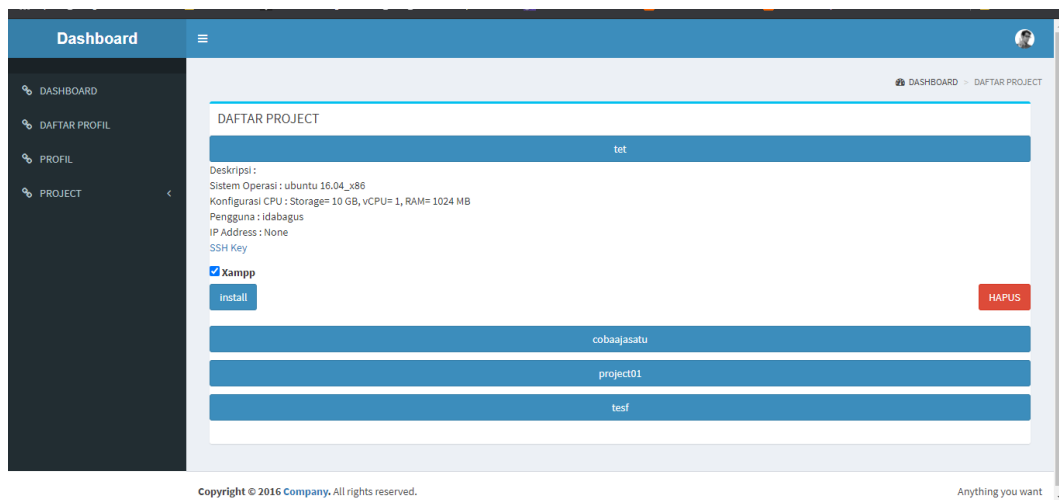 Dashboard
DASHBOARD > DAFTAR PROJECT
DASHBOARD
DAFTAR PROFIL
PROFIL
PROJECT
DAFTAR PROJECT
tet
Deskripsi :
Sistem Operasi : ubuntu 16.04_x86
Konfigurasi CPU : Storage= 10 GB, vCPU= 1, RAM= 1024 MB
Pengguna : idabagus
IP Address : None
SSH Key
Xampp
install
HAPUS
cobaajasatu
project01
tesf
Copyright © 2016 Company. All rights reserved.
Anything you want